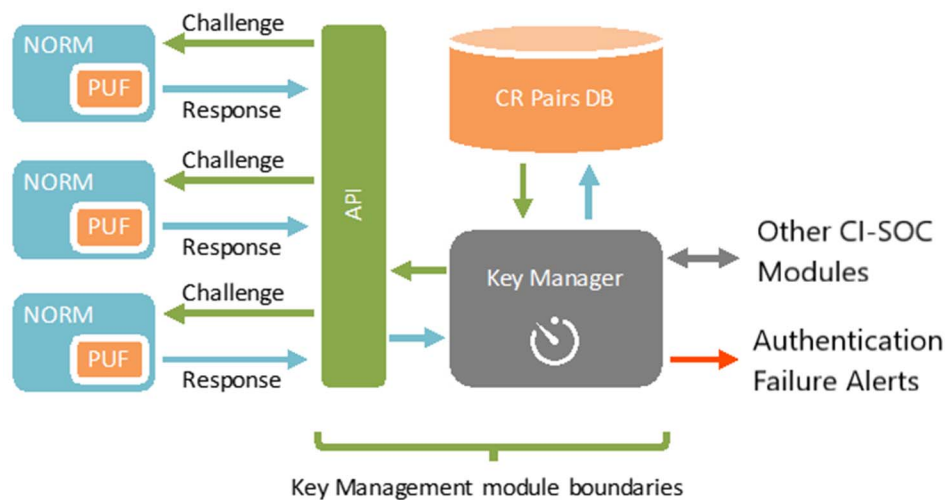 Challenge
NORM
PUF
Response
CR Pairs DB
Challenge
NORM
PUF
Response
API
Key Manager
Other CI-SOC
Modules
Challenge
NORM
PUF
Response
Authentication
Failure Alerts
Key Management module boundaries